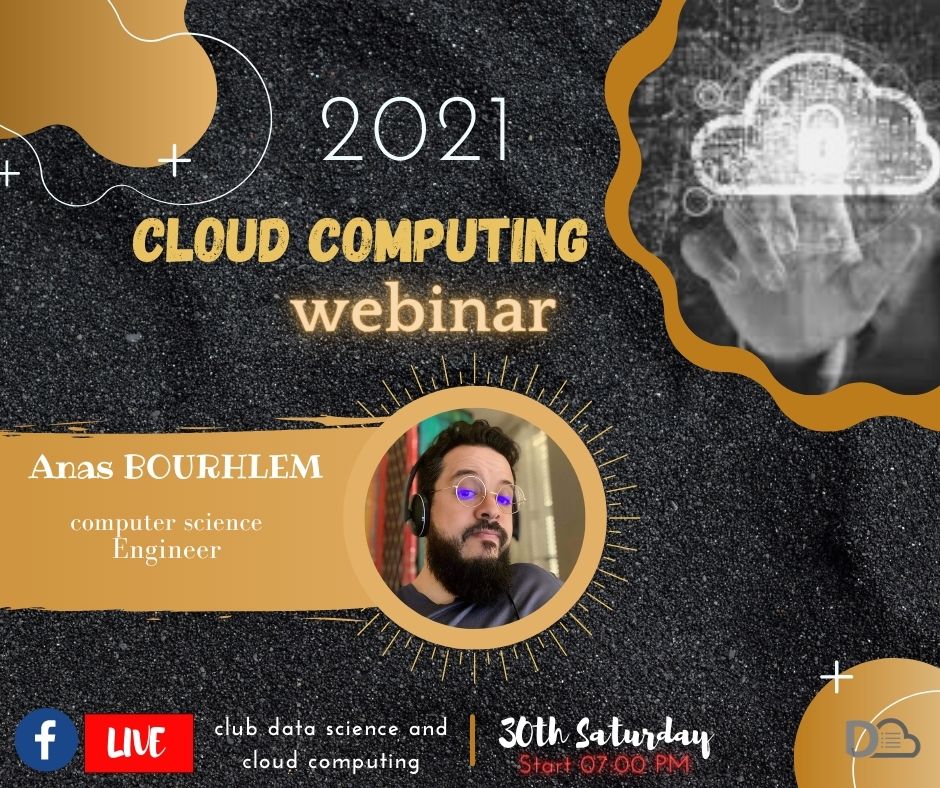 2021
CLOUD COMPUTING
webinar
Anas BOURHLEM
computer science
Engineer
f
LIVE
club data science and
cloud computing
30th Saturday
Start 07:00 PM
D